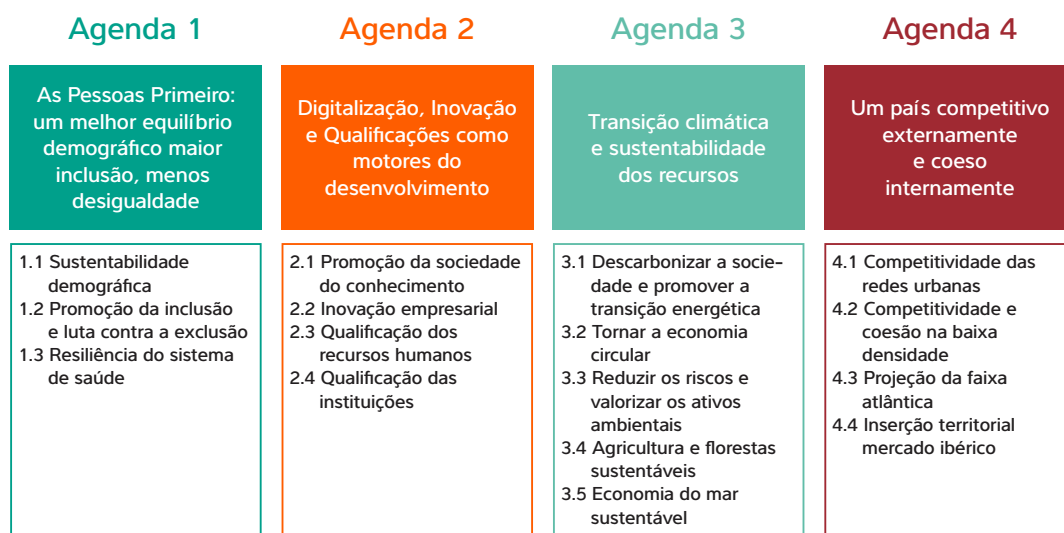 Agenda 1
As Pessoas Primeiro:
um melhor equilíbrio
demográfico maior
inclusão, menos
desigualdade
1.1 Sustentabilidade
demográfica
1.2 Promoção da inclusão
e luta contra a exclusão
1.3 Resiliência do sistema
de saúde
Agenda 2
Digitalização, Inovação
e Qualificações como
motores do
desenvolvimento
2.1 Promoção da sociedade
do conhecimento
2.2 Inovação empresarial
2.3 Qualificação dos
recursos humanos
2.4 Qualificação das
instituições
Agenda 3
Transição climática
e sustentabilidade
dos recursos
3.1 Descarbonizar a socie-
dade e promover a
transição energética
3.2 Tornar a economia
circular
3.3 Reduzir os riscos e
valorizar os ativos
ambientais
3.4 Agricultura e florestas
sustentáveis
3.5 Economia do mar
sustentável
Agenda 4
Um país competitivo
externamente
e coeso
internamente
4.1 Competitividade das
redes urbanas
4.2 Competitividade e
coesão na baixa
densidade
4.3 Projeção da faixa
atlântica
4.4 Inserção territorial
mercado ibérico